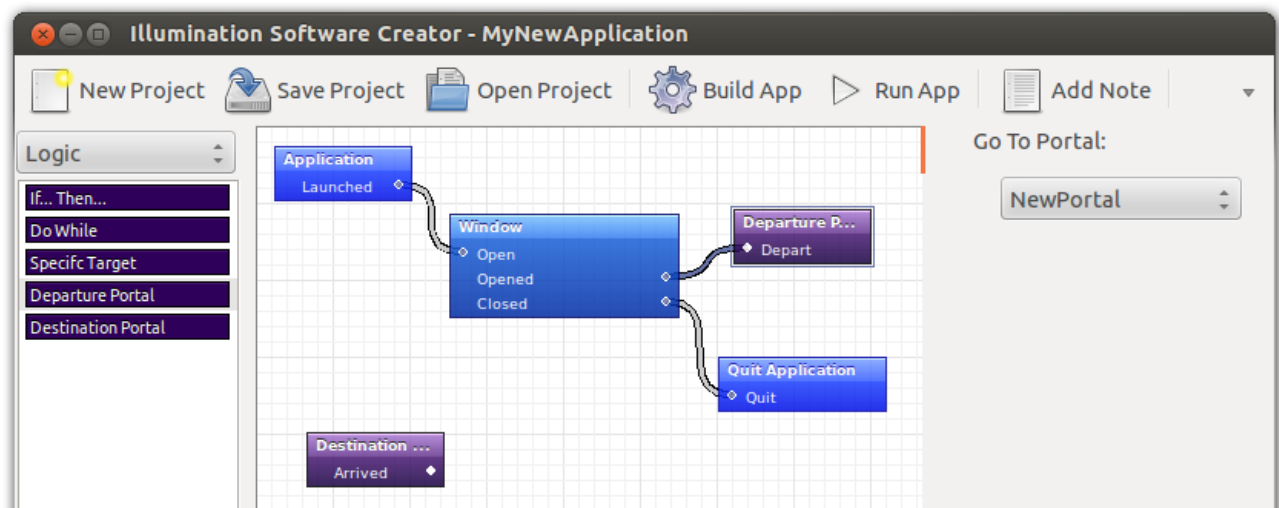 Illumination Software Creator - MyNewApplication
New Project Save Project Open Project Build App Run App Add Note
Logic
If... Then...
Do While
Specifc Target
Departure Portal
Destination Portal
Application
Launched
Window
Open
Opened
Closed
Departure P...
Depart
Quit Application
Quit
Destination ...
Arrived
Go To Portal:
NewPortal